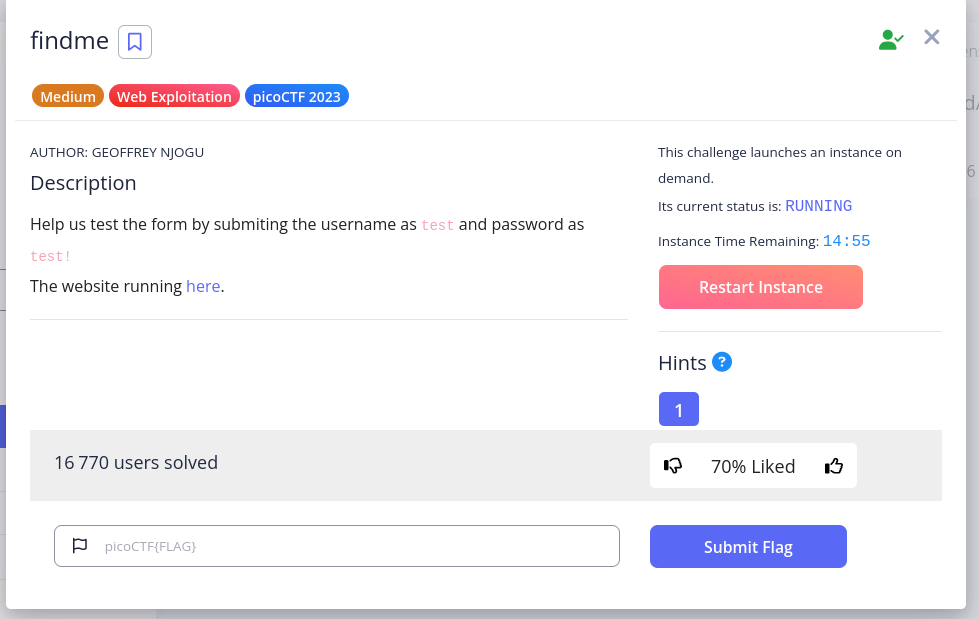 findme
Medium Web Exploitation picoCTF 2023
AUTHOR: GEOFFREY NJOGU
Description
Help us test the form by submiting the username as test and password as
test!
The website running here.
This challenge launches an instance on
demand.
Its current status is: RUNNING
Instance Time Remaining: 14:55
Restart Instance
Hints ?
1
16 770 users solved
70% Liked
picoCTF{FLAG}
Submit Flag
en
6